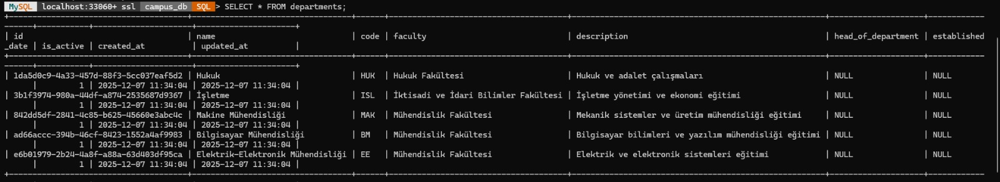 MySQL localhost:33060+ ssl campus_db SQL > SELECT * FROM departments;
| id | name | code | faculty | description | head_of_department | established
_date | is_active | created_at | updated_at |
| 1da5d0c9-4a33-457d-88f3-5cc037eaf5d2 | Hukuk | HUK | Hukuk Fakültesi | Hukuk ve adalet çalışmaları | NULL | NULL
| 1 | 2025-12-07 11:34:04 | 2025-12-07 11:34:04 |
| 3b1f3974-980a-44df-a874-2535687d9367 | İşletme | ISL | İktisadi ve İdari Bilimler Fakültesi | İşletme yönetimi ve ekonomi eğitimi | NULL | NULL
| 1 | 2025-12-07 11:34:04 | 2025-12-07 11:34:04 |
| 842dd5df-2841-4c85-b625-45660e3abc4c | Makine Mühendisliği | MAK | Mühendislik Fakültesi | Mekanik sistemler ve üretim mühendisliği eğitimi | NULL | NULL
| 1 | 2025-12-07 11:34:04 | 2025-12-07 11:34:04 |
| ad66accc-394b-46cf-8423-1552a4af9983 | Bilgisayar Mühendisliği | BM | Mühendislik Fakültesi | Bilgisayar bilimleri ve yazılım mühendisliği eğitimi | NULL | NULL
| 1 | 2025-12-07 11:34:04 | 2025-12-07 11:34:04 |
| e6b01979-2b24-4a8f-a88a-63d403df95ca | Elektrik-Elektronik Mühendisliği | EE | Mühendislik Fakültesi | Elektrik ve elektronik sistemleri eğitimi | NULL | NULL
| 1 | 2025-12-07 11:34:04 | 2025-12-07 11:34:04 |